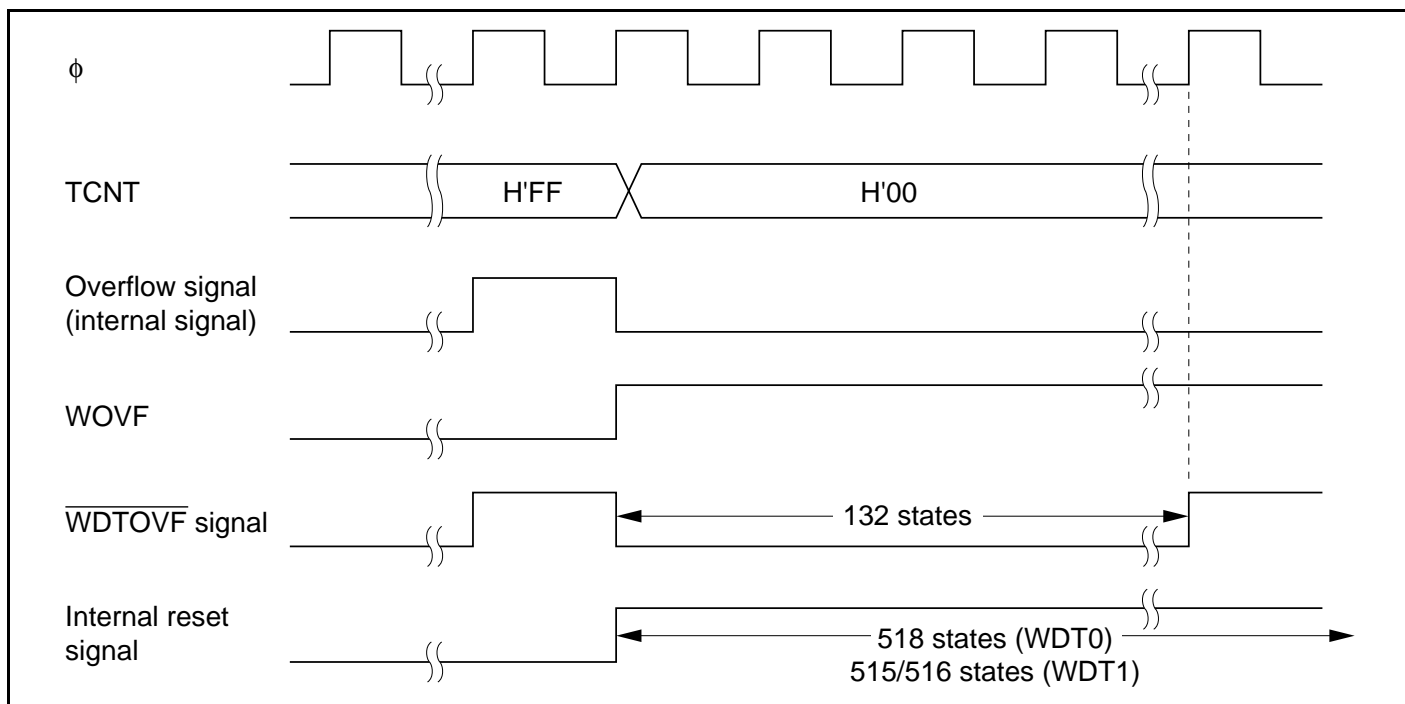 ϕ
TCNT
H'FF
H'00
Overflow signal
(internal signal)
WOVF
WDTOVF signal
132 states
Internal reset
signal
518 states (WDT0)
515/516 states (WDT1)